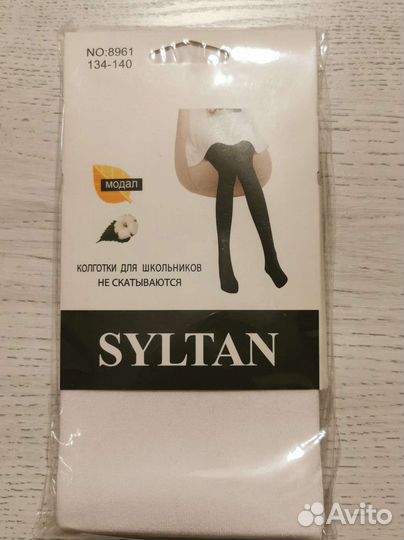 NO:8961
134-140
модал
КОЛГОТКИ ДЛЯ ШКОЛЬНИКОВ
НЕ СКАТЫВАЮТСЯ
SYLTAN
Avito